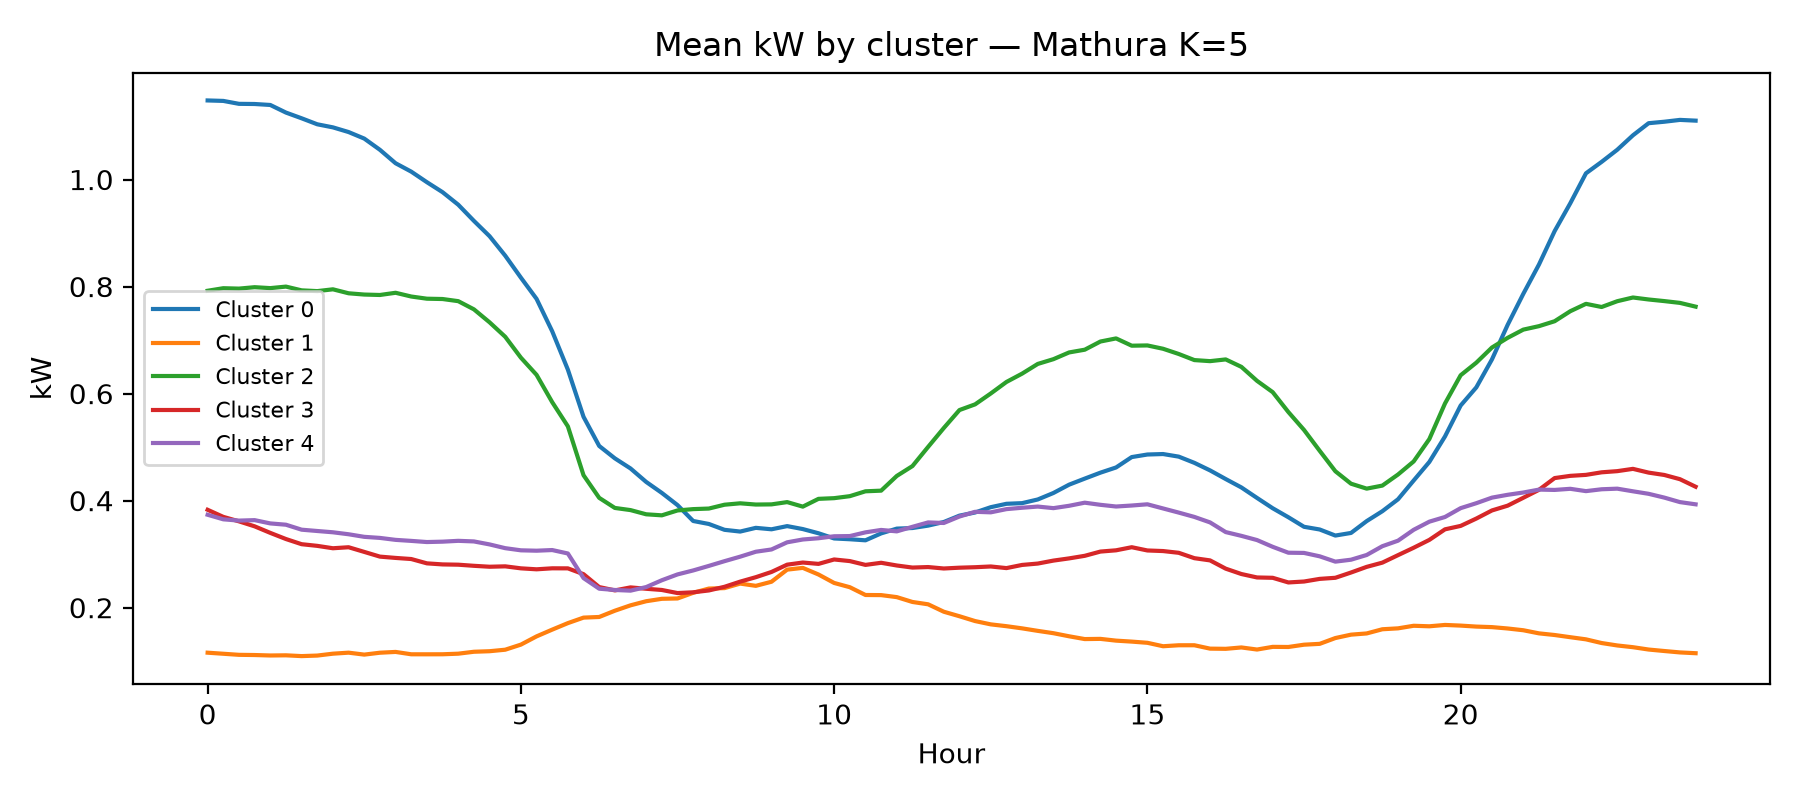 Mean kW by cluster — Mathura K=5
kW
1.0
0.8
0.6
0.4
0.2
Cluster 0
Cluster 1
Cluster 2
Cluster 3
Cluster 4
0 5 10 15 20
Hour